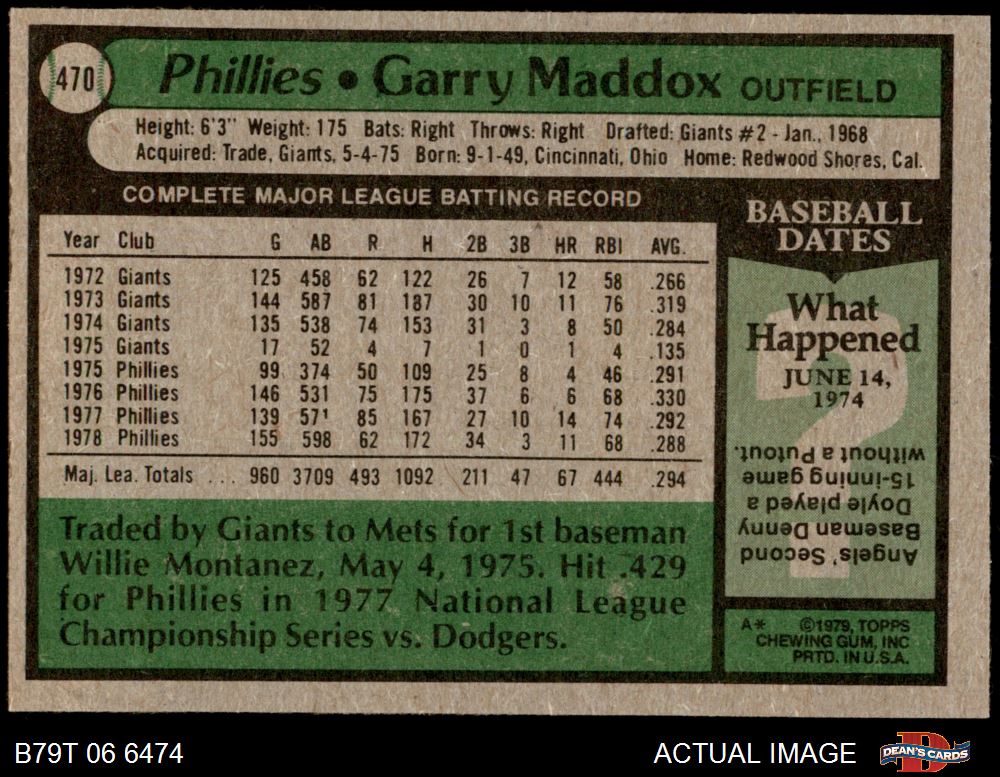 470 Phillies • Garry Maddox OUTFIELD
Height: 6'3" Weight: 175 Bats: Right Throws: Right Drafted: Giants #2 - Jan., 1968
Acquired: Trade, Giants, 5-4-75 Born: 9-1-49, Cincinnati, Ohio Home: Redwood Shores, Cal.
COMPLETE MAJOR LEAGUE BATTING RECORD
Year Club G AB R H 2B 3B HR RBI AVG.
1972 Giants 125 458 62 122 26 7 12 58 .266
1973 Giants 144 587 81 187 30 10 11 76 .319
1974 Giants 135 538 74 153 31 3 8 50 .284
1975 Giants 17 52 4 7 1 0 1 4 .135
1975 Phillies 99 374 50 109 25 8 4 46 .291
1976 Phillies 146 531 75 175 37 6 6 68 .330
1977 Phillies 139 571 85 167 27 10 14 74 .292
1978 Phillies 155 598 62 172 34 3 11 68 .288
Maj. Lea. Totals ... 960 3709 493 1092 211 47 67 444 .294
Traded by Giants to Mets for 1st baseman
Willie Montanez, May 4, 1975. Hit .429
for Phillies in 1977 National League
Championship Series vs. Dodgers.
BASEBALL
DATES
What
Happened
JUNE 14,
1974
Angels' Second
Baseman Denny
Doyle played a
15-inning game
without a Putout.
A* ©1979, TOPPS
CHEWING GUM, INC
PRTD. IN U.S.A.
B79T 06 6474
ACTUAL IMAGE
DEAN'S CARDS